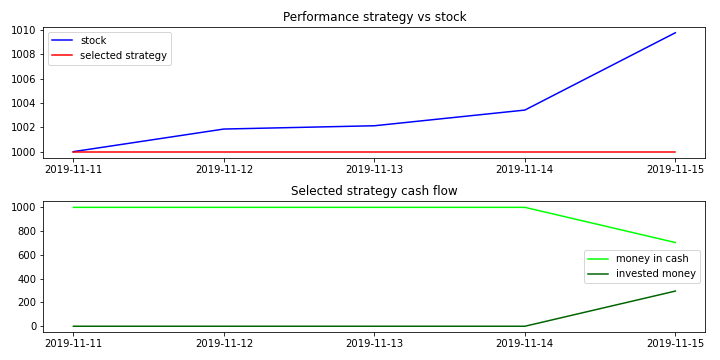 Performance strategy vs stock
1010
1008
1006
1004
1002
1000
stock
selected strategy
2019-11-11 2019-11-12 2019-11-13 2019-11-14 2019-11-15
Selected strategy cash flow
1000
800
600
400
200
0
money in cash
invested money
2019-11-11 2019-11-12 2019-11-13 2019-11-14 2019-11-15